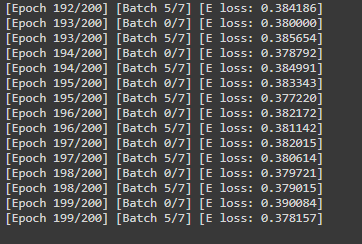 [Epoch 192/200] [Batch 5/7] [E loss: 0.384186]
[Epoch 193/200] [Batch 0/7] [E loss: 0.380000]
[Epoch 193/200] [Batch 5/7] [E loss: 0.385654]
[Epoch 194/200] [Batch 0/7] [E loss: 0.378792]
[Epoch 194/200] [Batch 5/7] [E loss: 0.384991]
[Epoch 195/200] [Batch 0/7] [E loss: 0.383343]
[Epoch 195/200] [Batch 5/7] [E loss: 0.377220]
[Epoch 196/200] [Batch 0/7] [E loss: 0.382172]
[Epoch 196/200] [Batch 5/7] [E loss: 0.381142]
[Epoch 197/200] [Batch 0/7] [E loss: 0.382015]
[Epoch 197/200] [Batch 5/7] [E loss: 0.380614]
[Epoch 198/200] [Batch 0/7] [E loss: 0.379721]
[Epoch 198/200] [Batch 5/7] [E loss: 0.379015]
[Epoch 199/200] [Batch 0/7] [E loss: 0.390084]
[Epoch 199/200] [Batch 5/7] [E loss: 0.378157]